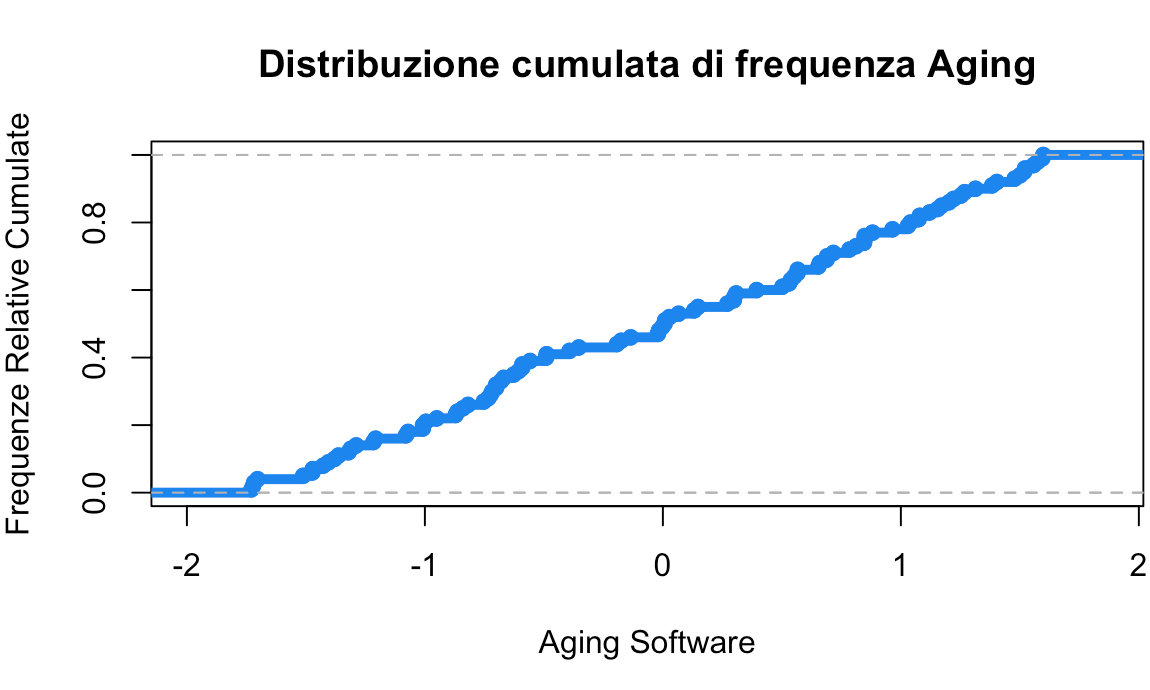 Distribuzione cumulata di frequenza Aging
Frequenze Relative Cumulate
0.8
0.4
0.0
-2
-1
0
1
2
Aging Software